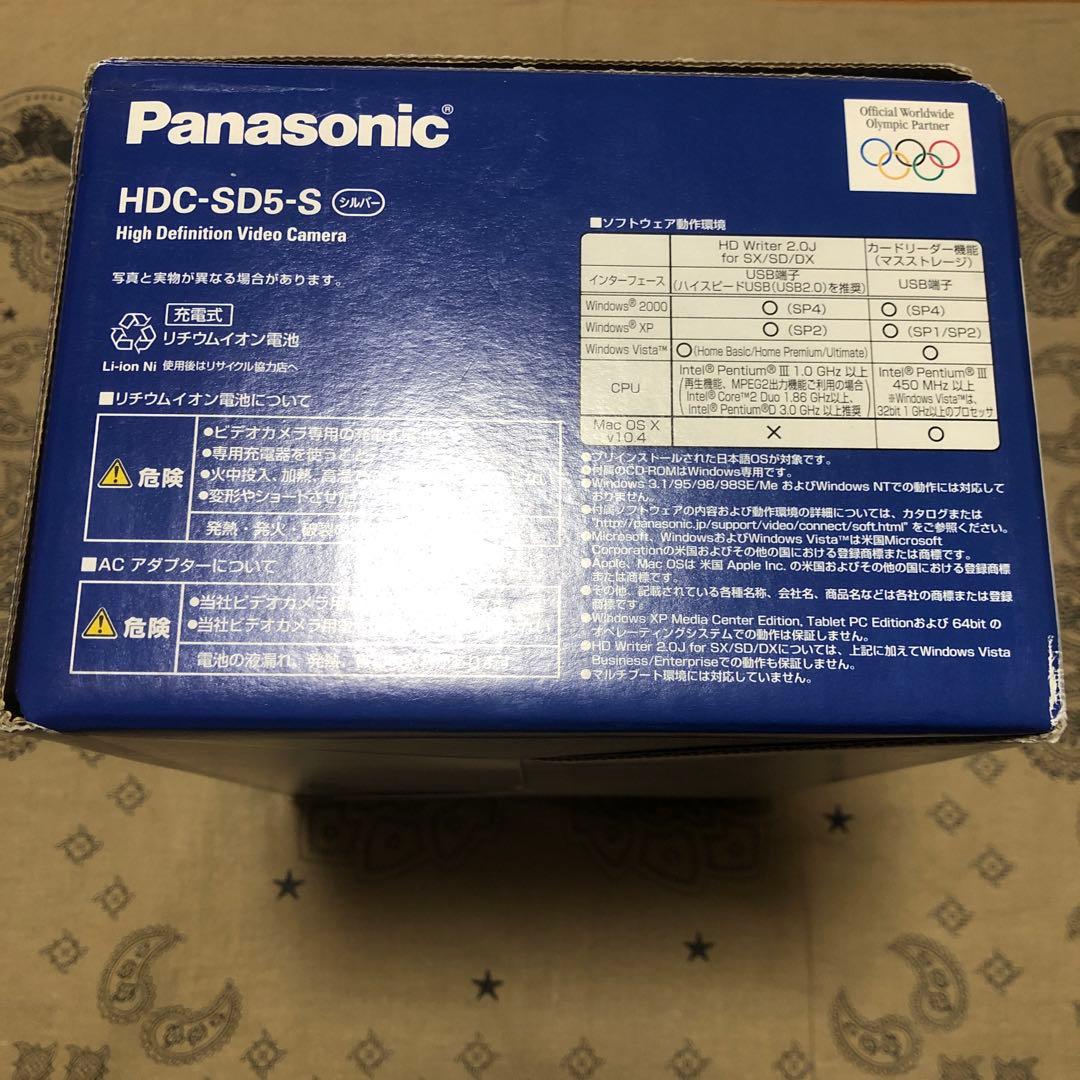 Panasonic®
HDC-SD5-S シルバー
High Definition Video Camera
写真と実物が異なる場合があります。
充電式
リチウムイオン電池
Li-ion Ni 使用後はリサイクル協力店へ
■リチウムイオン電池について
危険
●ビデオカメラ専用の充電
●専用充電器を使うこと
●火中投入、加熱、高温で
●変形やショートさせた
発熱・発火・破裂の
■AC アダプターについて
危険
●当社ビデオカメラ用
●当社ビデオカメラ用
電池の液漏れ、発熱、
Official Worldwide
Olympic Partner
■ソフトウェア動作環境
HD Writer 2.0J
for SX/SD/DX
カードリーダー機能
(マスストレージ)
インターフェース
USB端子
(ハイスピードUSB(USB2.0)を推奨)
USB端子
Windows® 2000 ○ (SP4) ○ (SP4)
Windows® XP ○ (SP2) ○ (SP1/SP2)
Windows Vista™ ○(Home Basic/Home Premium/Ultimate) ○
CPU
Intel® Pentium® III 1.0 GHz 以上
(再生機能、MPEG2出力機能ご利用の場合)
Intel® Core™2 Duo 1.86 GHz以上、
Intel® Pentium®D 3.0 GHz 以上推奨
Intel® Pentium® III
450 MHz 以上
※Windows Vista™は、
32bit 1 GHz以上のプロセッサ
Mac OS X
v10.4
× ○
●プリインストールされた日本語OSが対象です。
●付属のCD-ROMはWindows専用です。
●Windows 3.1/95/98/98SE/Me およびWindows NTでの動作には対応して
おりません。
●付属ソフトウェアの内容および動作環境の詳細については、カタログまたは
"http://panasonic.jp/support/video/connect/soft.html" をご参照ください。
●Microsoft、WindowsおよびWindows Vista™は米国Microsoft
Corporationの米国およびその他の国における登録商標または商標です。
●Apple、Mac OSは 米国 Apple Inc. の米国およびその他の国における登録商標
または商標です。
●その他、記載されている各種名称、会社名、商品名などは各社の商標または登録
商標です。
●Windows XP Media Center Edition, Tablet PC Editionおよび 64bit の
オペレーティングシステムでの動作は保証しません。
●HD Writer 2.0J for SX/SD/DXについては、上記に加えてWindows Vista
Business/Enterpriseでの動作も保証しません。
●マルチブート環境には対応していません。